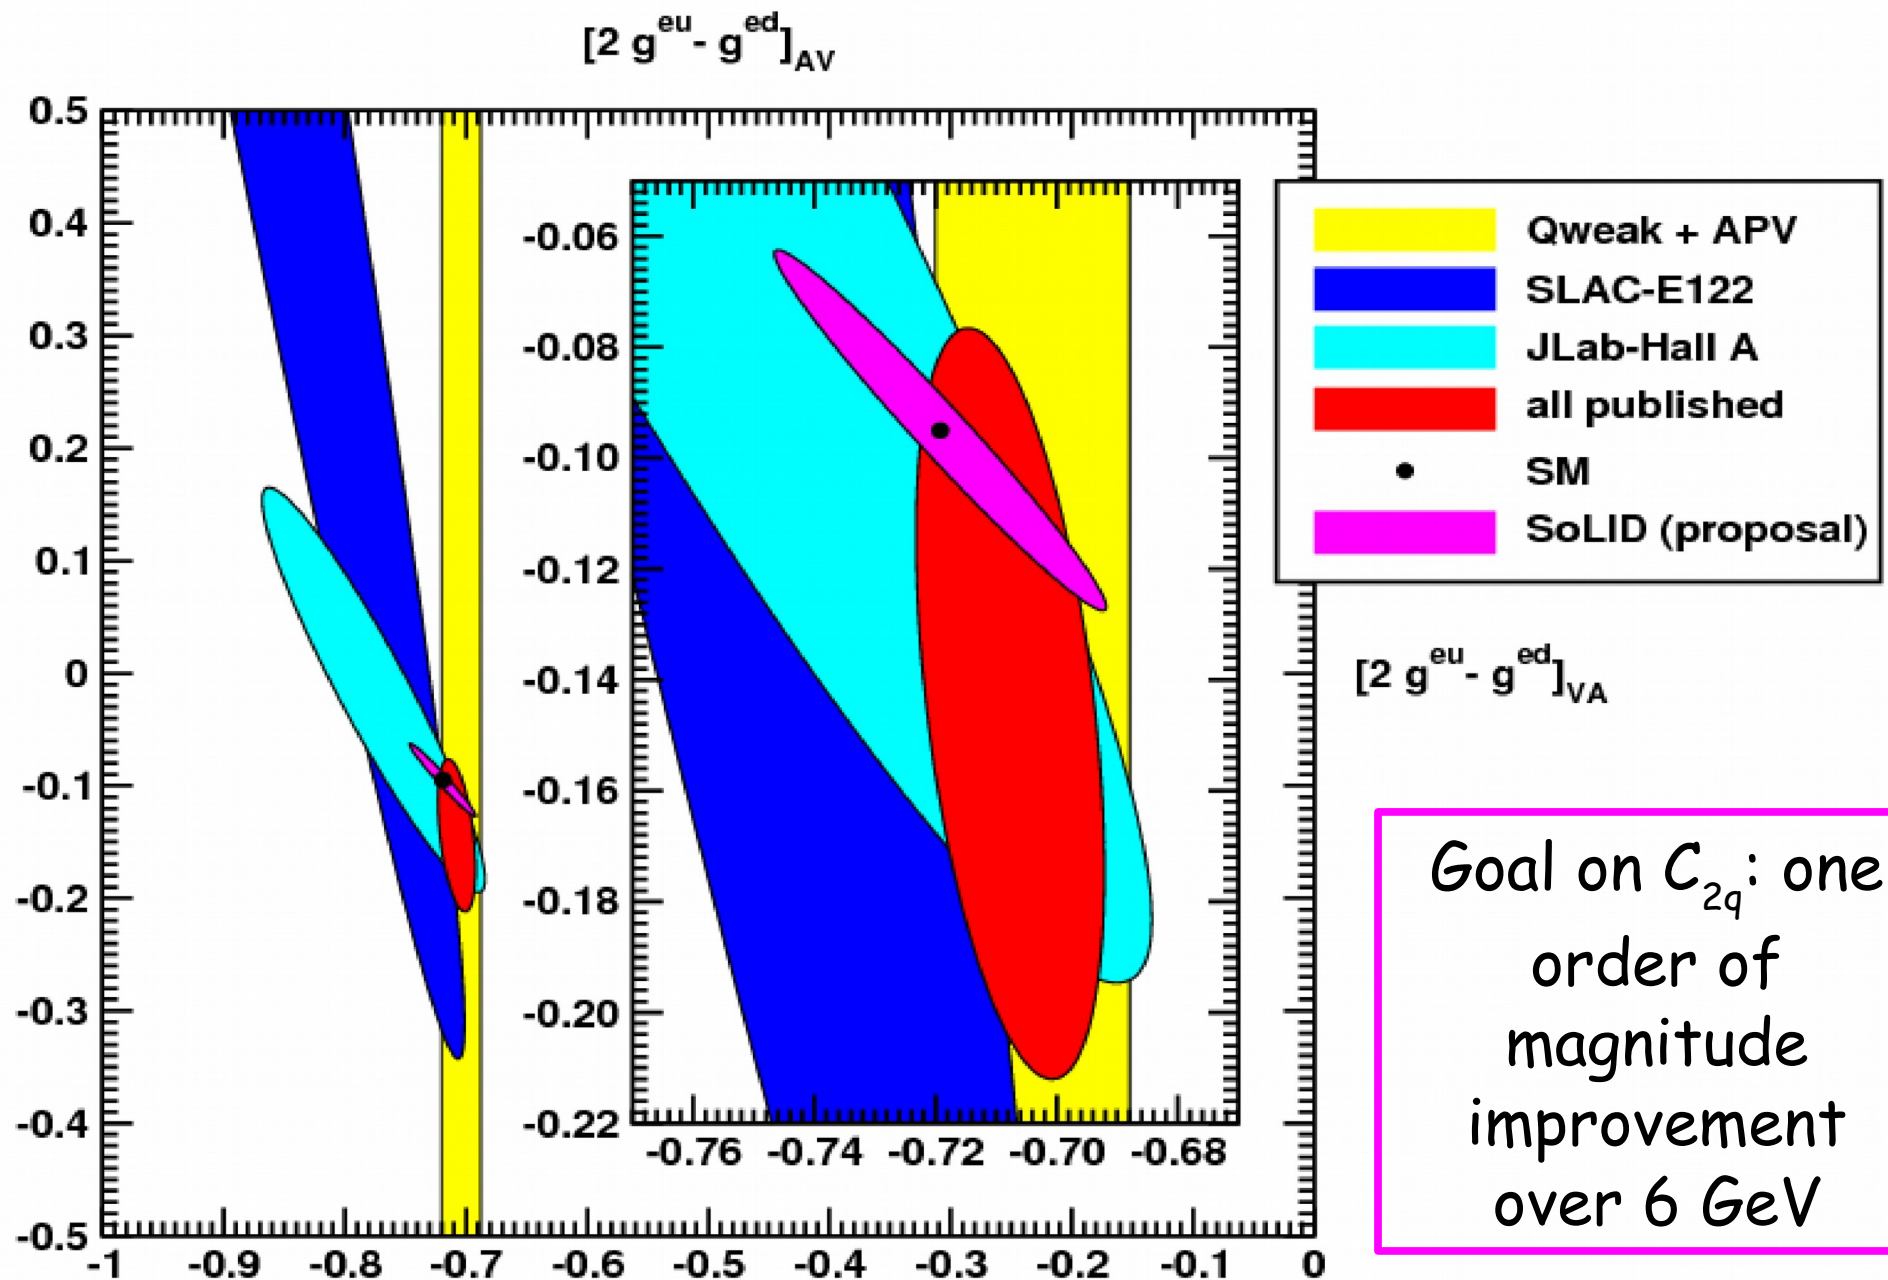 [2 g^eu - g^ed]_AV
0.5
0.4
0.3
0.2
0.1
0
-0.1
-0.2
-0.3
-0.4
-0.5
-1 -0.9 -0.8 -0.7 -0.6 -0.5 -0.4 -0.3 -0.2 -0.1 0
-0.06
-0.08
-0.10
-0.12
-0.14
-0.16
-0.18
-0.20
-0.22
-0.76 -0.74 -0.72 -0.70 -0.68
Qweak + APV
SLAC-E122
JLab-Hall A
all published
SM
SoLID (proposal)
[2 g^eu - g^ed]_VA
Goal on C_2q: one
order of
magnitude
improvement
over 6 GeV